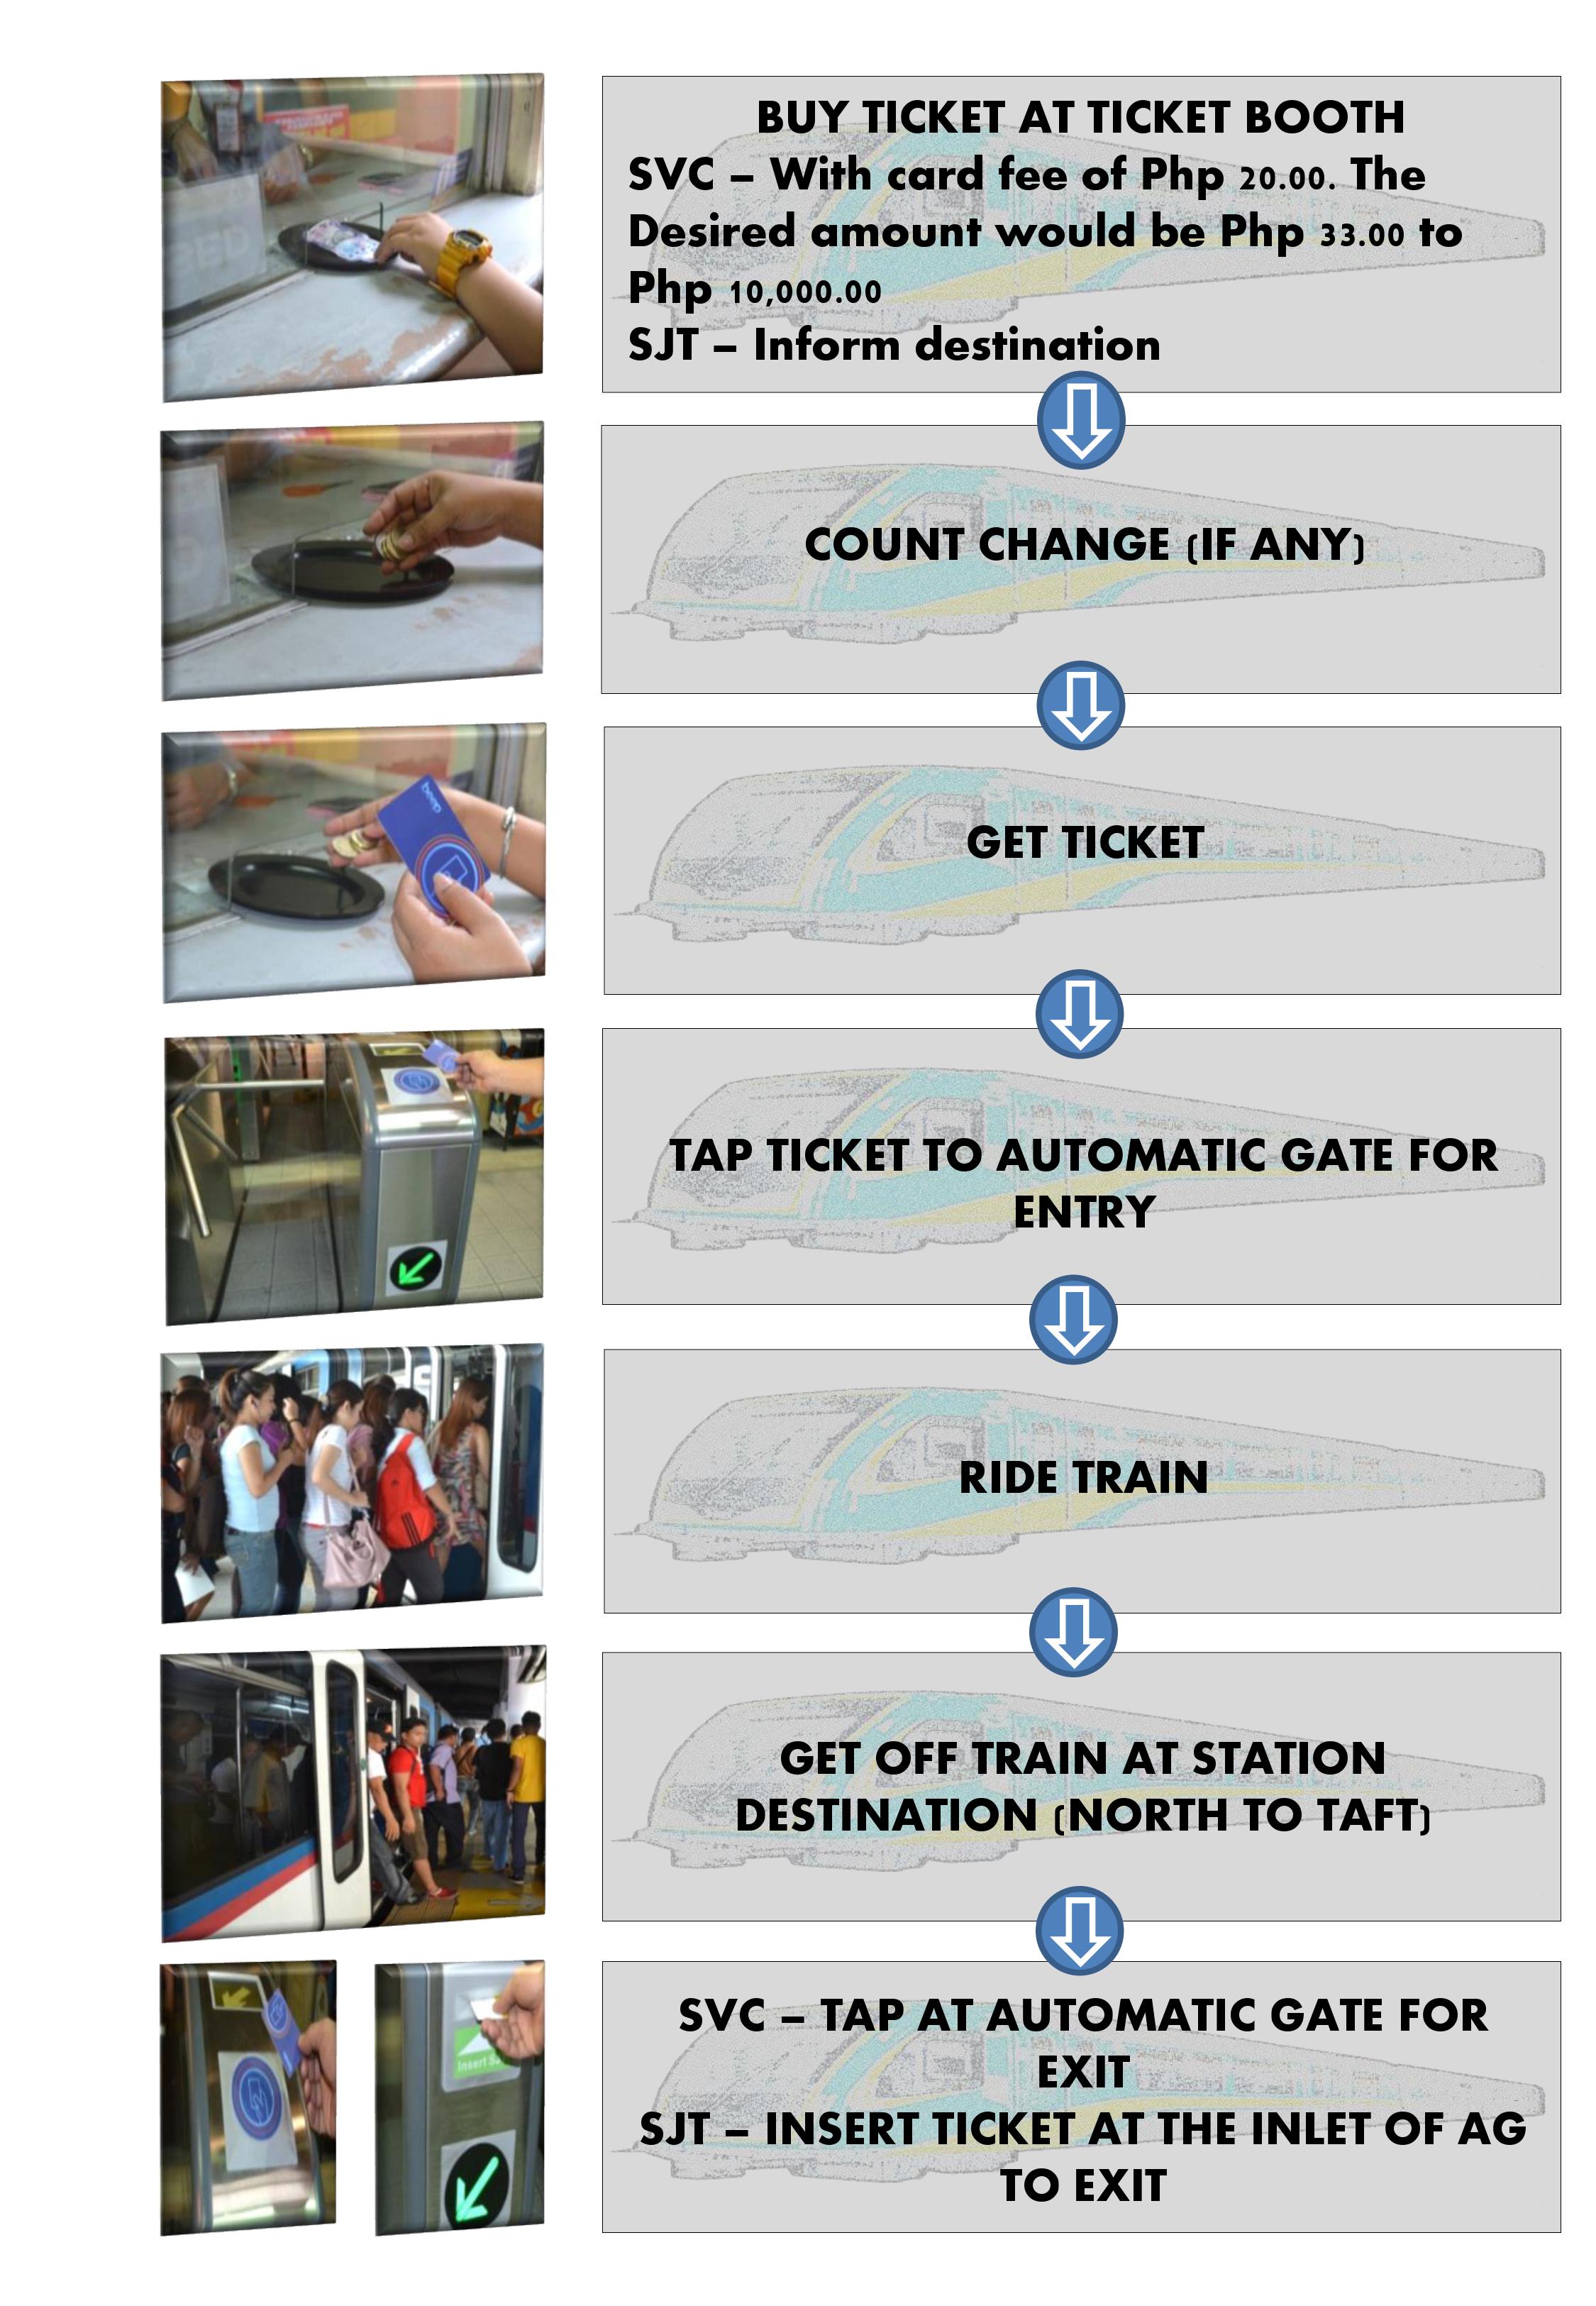 BUY TICKET AT TICKET BOOTH
SVC – With card fee of Php 20.00. The
Desired amount would be Php 33.00 to
Php 10,000.00
SJT – Inform destination
COUNT CHANGE (IF ANY)
beep
GET TICKET
TAP TICKET TO AUTOMATIC GATE FOR
ENTRY
RIDE TRAIN
GET OFF TRAIN AT STATION
DESTINATION (NORTH TO TAFT)
Insert
SVC – TAP AT AUTOMATIC GATE FOR
EXIT
SJT – INSERT TICKET AT THE INLET OF AG
TO EXIT